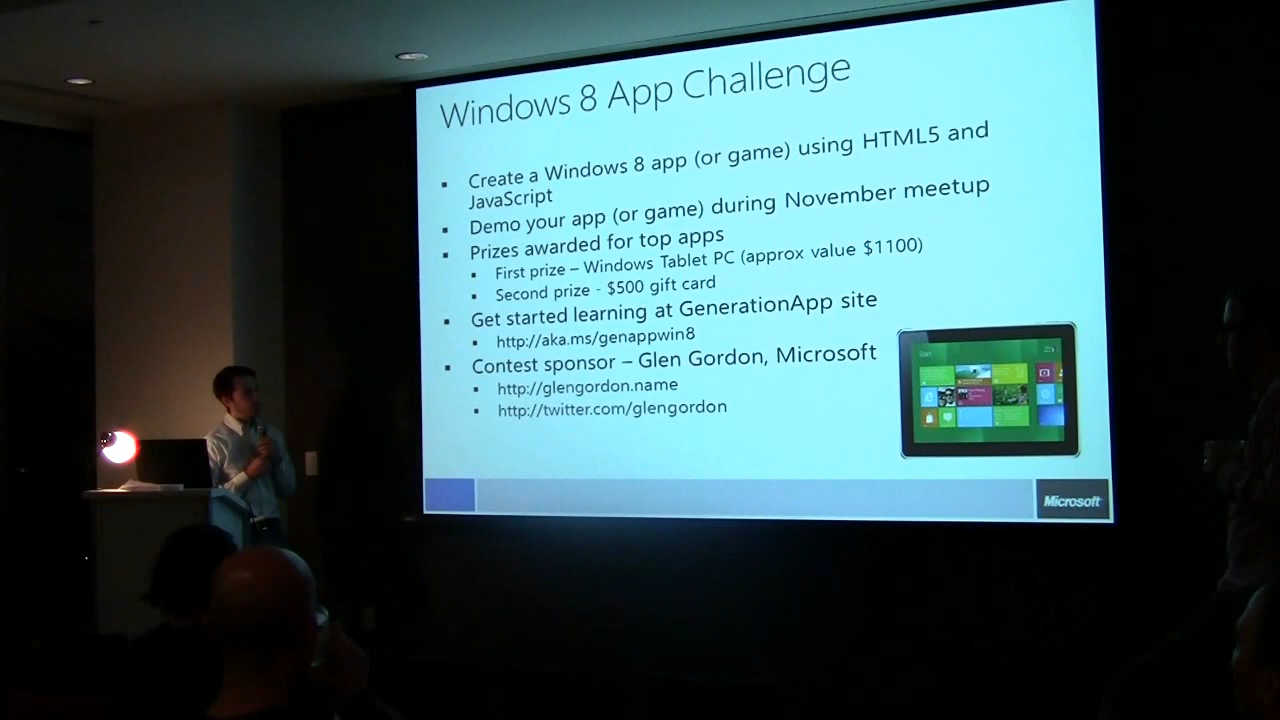 Windows 8 App Challenge
▪ Create a Windows 8 app (or game) using HTML5 and
JavaScript
▪ Demo your app (or game) during November meetup
▪ Prizes awarded for top apps
▪ First prize – Windows Tablet PC (approx value $1100)
▪ Second prize - $500 gift card
▪ Get started learning at GenerationApp site
▪ http://aka.ms/genappwin8
▪ Contest sponsor – Glen Gordon, Microsoft
▪ http://glengordon.name
▪ http://twitter.com/glengordon
Start
Microsoft